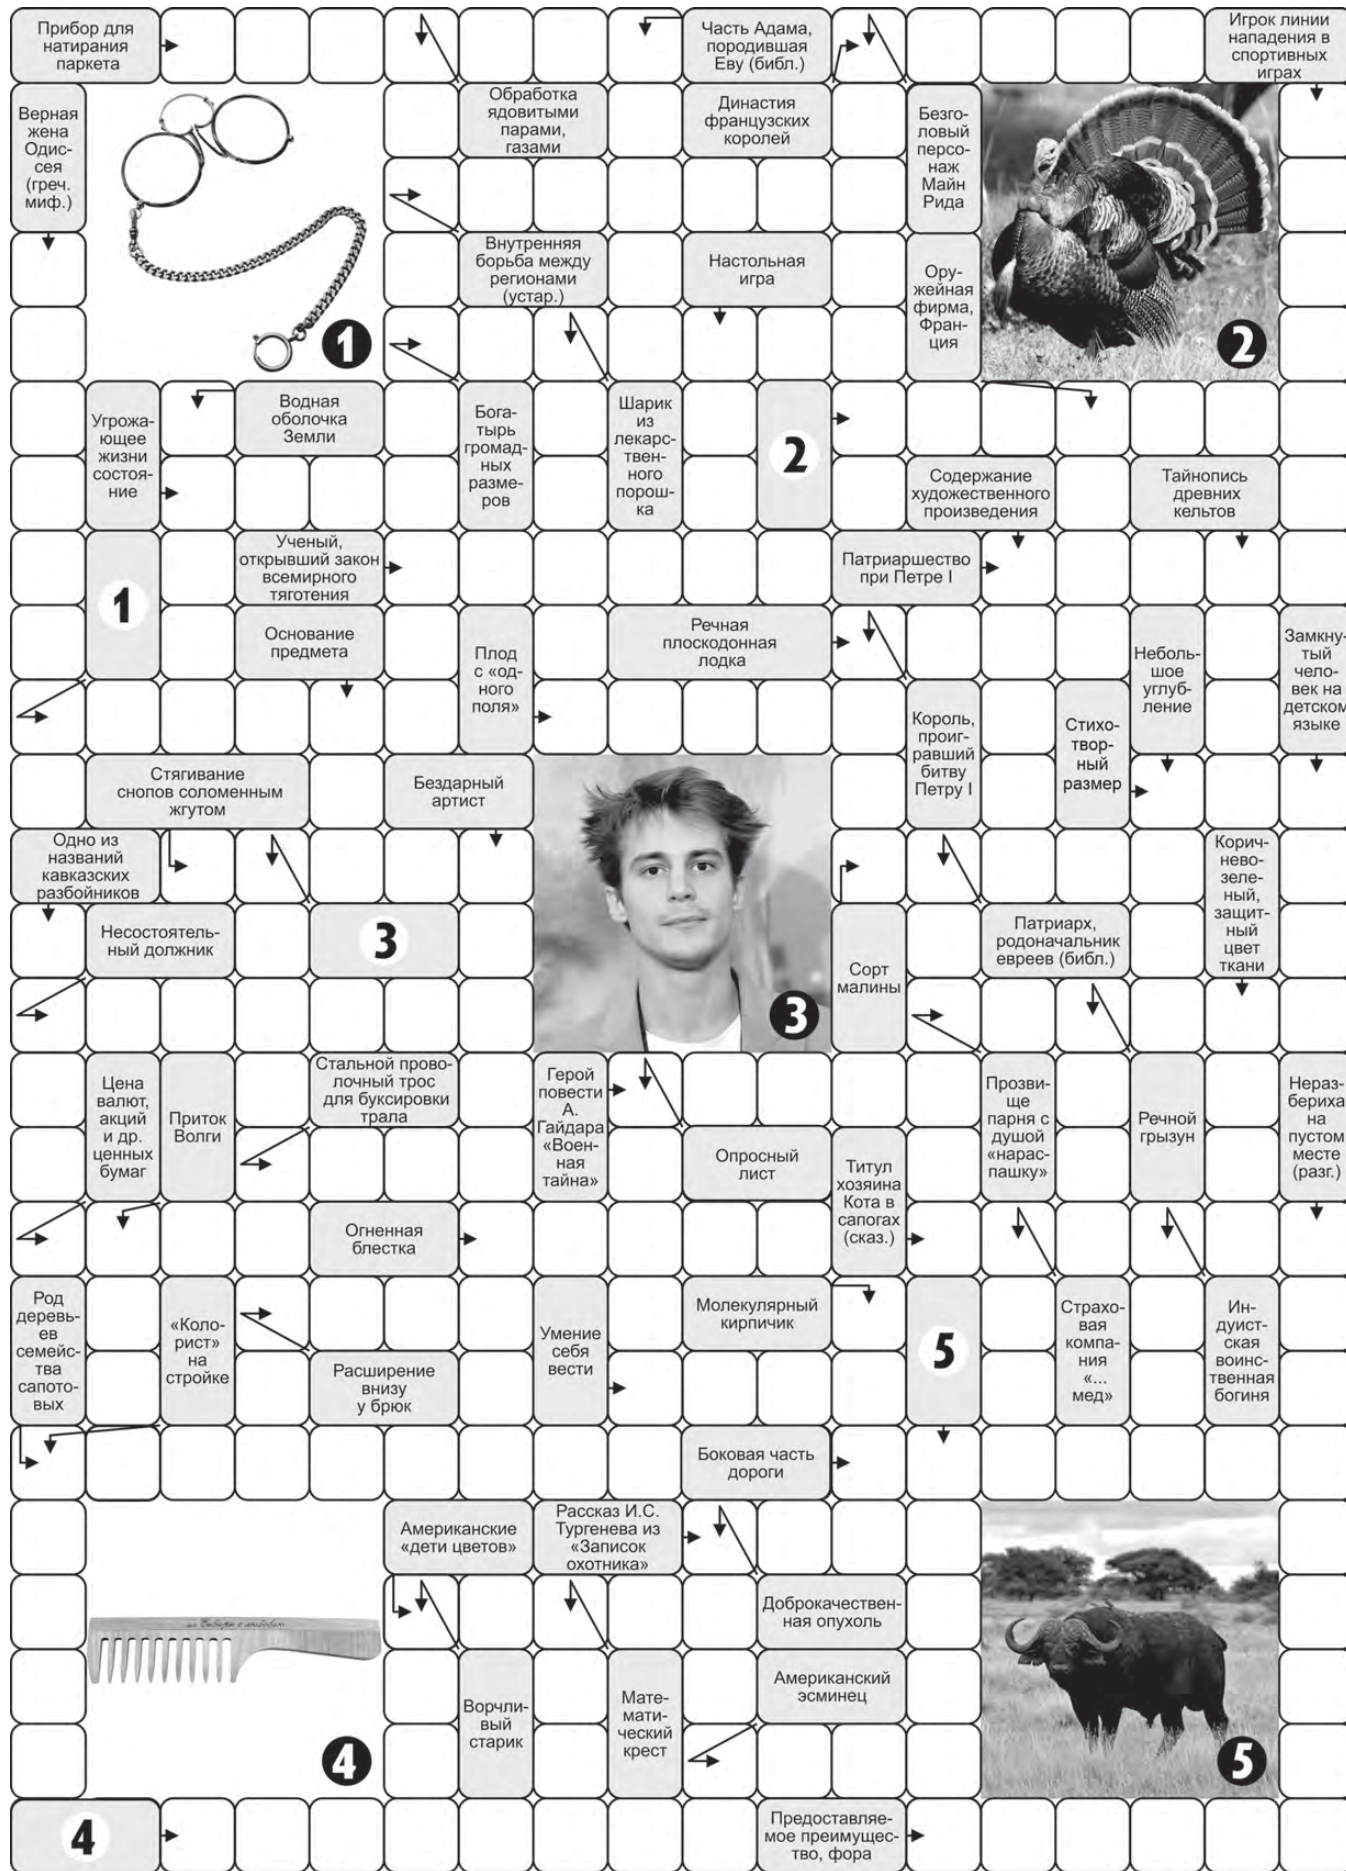 Прибор для
натирания
паркета
Часть Адама,
породившая
Еву (библ.)
Игрок линии
нападения в
спортивных
играх
Верная
жена
Одис-
сея
(греч.
миф.)
Обработка
ядовитыми
парами,
газами
Династия
французских
королей
Безго-
ловый
персо-
наж
Майн
Рида
Внутренняя
борьба между
регионами
(устар.)
Настольная
игра
Ору-
жейная
фирма,
Фран-
ция
1
2
Угрожа-
ющее
жизни
состоя-
ние
Водная
оболочка
Земли
Бога-
тырь
громад-
ных
разме-
ров
Шарик
из
лекарс-
твен-
ного
порош-
ка
2
Содержание
художественного
произведения
Тайнопись
древних
кельтов
1
Ученый,
открывший закон
всемирного
тяготения
Патриаршество
при Петре I
Основание
предмета
Плод
с «од-
ного
поля»
Речная
плоскодонная
лодка
Неболь-
шое
углуб-
ление
Замкну-
тый
чело-
век на
детском
языке
Король,
проиг-
равший
битву
Петру I
Стихо-
твор-
ный
размер
Стягивание
снопов соломенным
жгутом
Бездарный
артист
Одно из
названий
кавказских
разбойников
Корич-
нево-
зеле-
ный,
защит-
ный
цвет
ткани
Несостоятель-
ный должник
3
Сорт
малины
Патриарх,
родоначальник
евреев (библ.)
3
Цена
валют,
акций
и др.
ценных
бумаг
Приток
Волги
Стальной прово-
лочный трос
для буксировки
трала
Герой
повести
А.
Гайдара
«Воен-
ная
тайна»
Опросный
лист
Титул
хозяина
Кота в
сапогах
(сказ.)
Прозви-
ще
парня с
душой
«нарас-
пашку»
Речной
грызун
Нераз-
бериха
на
пустом
месте
(разг.)
Огненная
блестка
Род
деревь-
ев
семейс-
тва
сапото-
вых
«Коло-
рист»
на
стройке
Расширение
внизу
у брюк
Умение
себя
вести
Молекулярный
кирпичик
5
Страхо-
вая
компа-
ния
«...
мед»
Ин-
дуист-
ская
воинс-
твенная
богиня
Боковая часть
дороги
Американские
«дети цветов»
Рассказ И.С.
Тургенева из
«Записок
охотника»
Доброкачествен-
ная опухоль
Ворчли-
вый
старик
Мате-
мати-
ческий
крест
Американский
эсминец
4
5
4
Предоставляе-
мое преимущес-
тво, фора